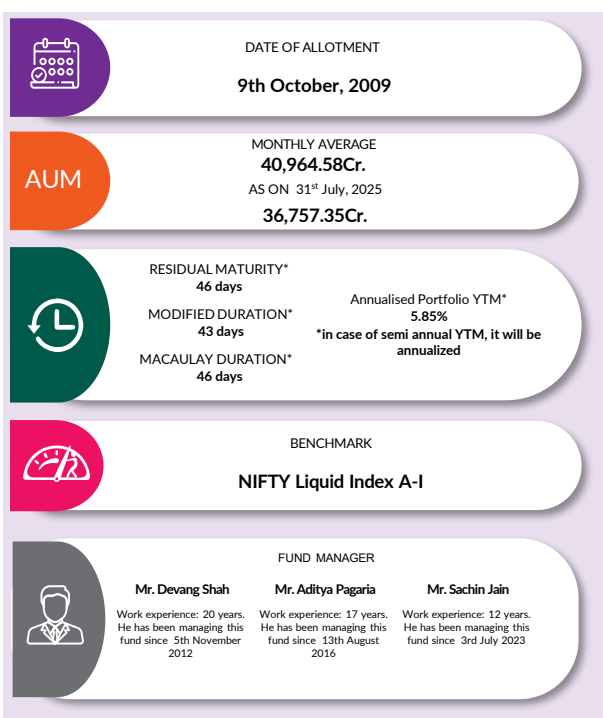 DATE OF ALLOTMENT
9th October, 2009
AUM
MONTHLY AVERAGE
40,964.58Cr.
AS ON 31st July, 2025
36,757.35Cr.
RESIDUAL MATURITY*
46 days
MODIFIED DURATION*
43 days
MACAULAY DURATION*
46 days
Annualised Portfolio YTM*
5.85%
*in case of semi annual YTM, it will be
annualized
BENCHMARK
NIFTY Liquid Index A-I
FUND MANAGER
Mr. Devang Shah
Work experience: 20 years.
He has been managing this
fund since 5th November
2012
Mr. Aditya Pagaria
Work experience: 17 years.
He has been managing this
fund since 13th August
2016
Mr. Sachin Jain
Work experience: 12 years.
He has been managing this
fund since 3rd July 2023